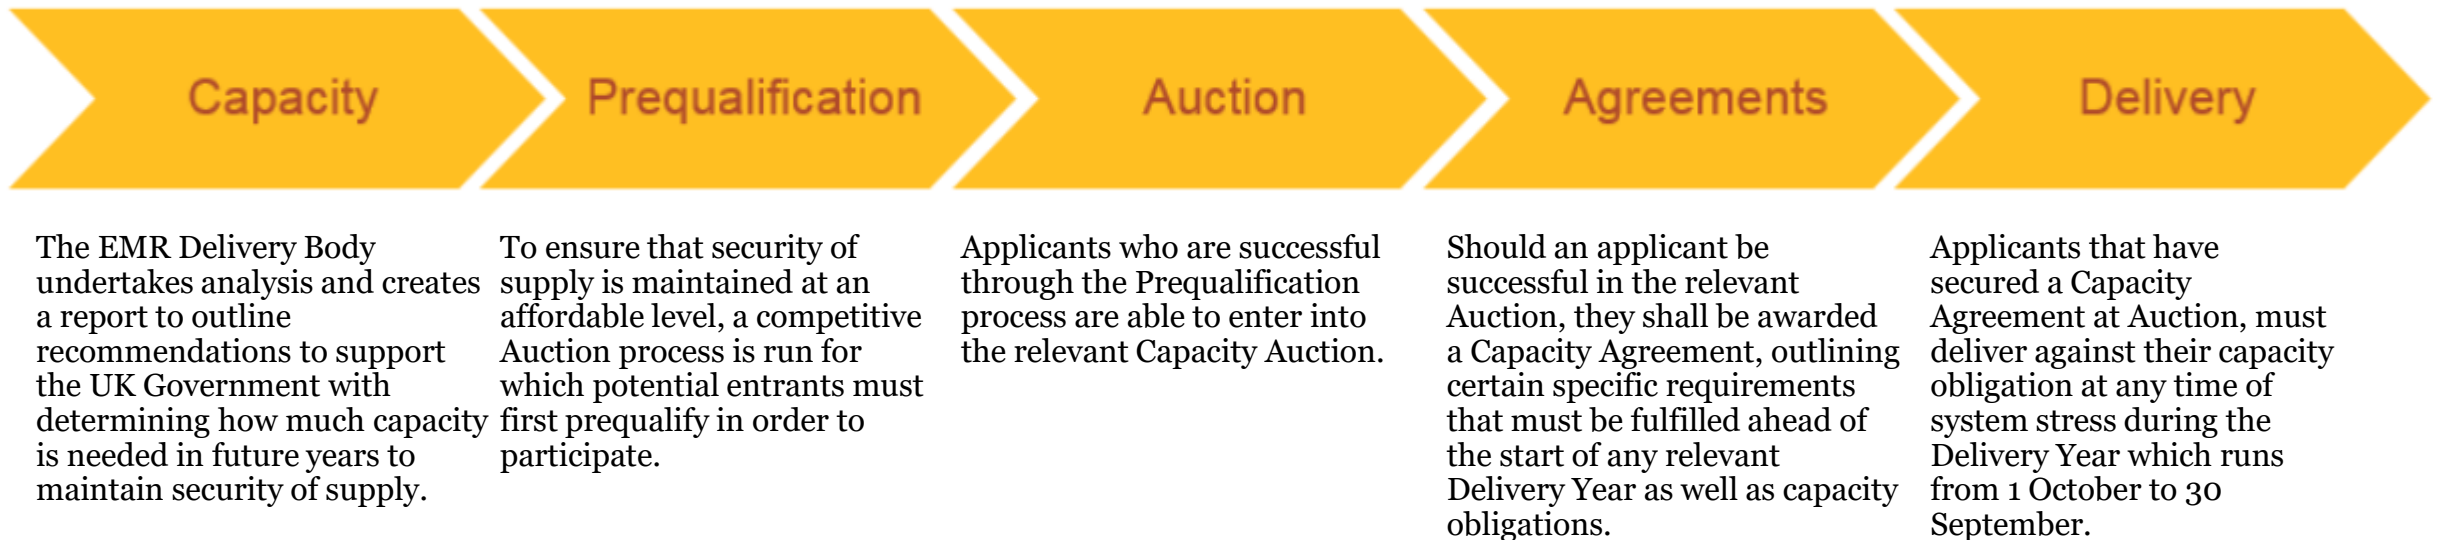 Capacity
Prequalification
Auction
Agreements
Delivery
The EMR Delivery Body
undertakes analysis and creates
a report to outline
recommendations to support
the UK Government with
determining how much capacity
is needed in future years to
maintain security of supply.
To ensure that security of
supply is maintained at an
affordable level, a competitive
Auction process is run for
which potential entrants must
first prequalify in order to
participate.
Applicants who are successful
through the Prequalification
process are able to enter into
the relevant Capacity Auction.
Should an applicant be
successful in the relevant
Auction, they shall be awarded
a Capacity Agreement, outlining
certain specific requirements
that must be fulfilled ahead of
the start of any relevant
Delivery Year as well as capacity
obligations.
Applicants that have
secured a Capacity
Agreement at Auction, must
deliver against their capacity
obligation at any time of
system stress during the
Delivery Year which runs
from 1 October to 30
September.